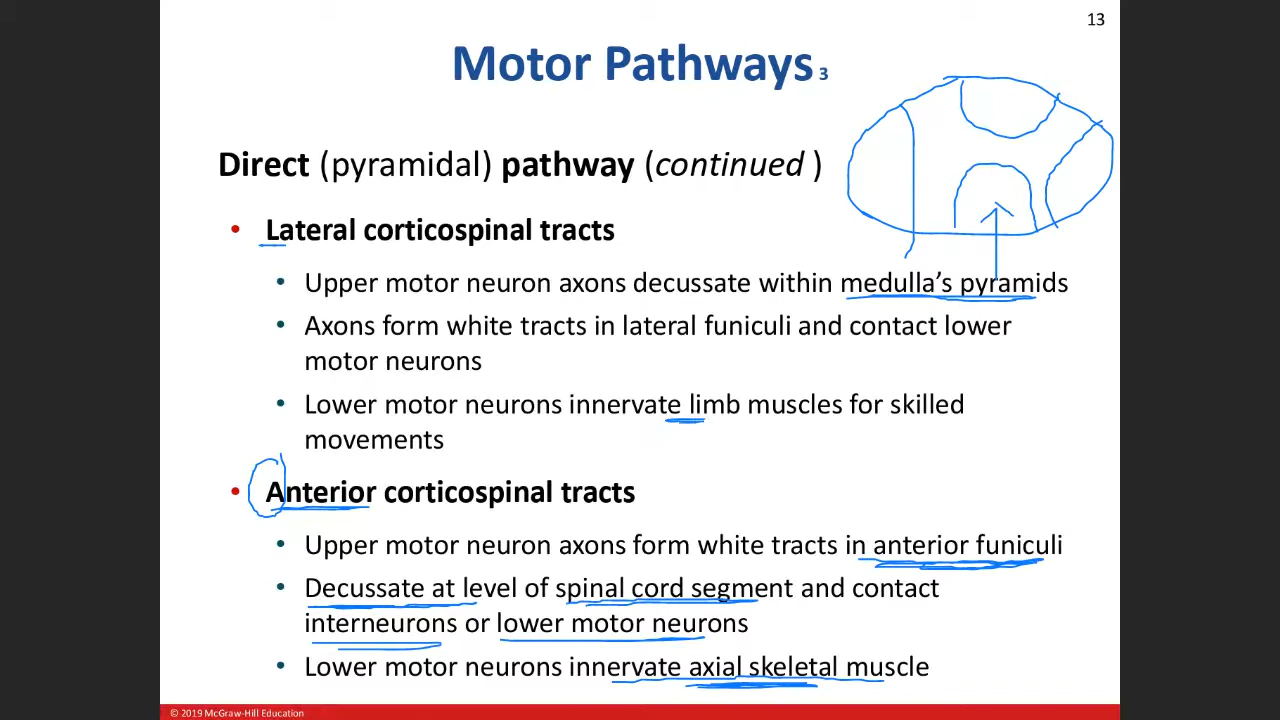 13
Motor Pathways 3
Direct (pyramidal) pathway (continued )
• Lateral corticospinal tracts
• Upper motor neuron axons decussate within medulla’s pyramids
• Axons form white tracts in lateral funiculi and contact lower
motor neurons
• Lower motor neurons innervate limb muscles for skilled
movements
• Anterior corticospinal tracts
• Upper motor neuron axons form white tracts in anterior funiculi
• Decussate at level of spinal cord segment and contact
interneurons or lower motor neurons
• Lower motor neurons innervate axial skeletal muscle
© 2019 McGraw-Hill Education